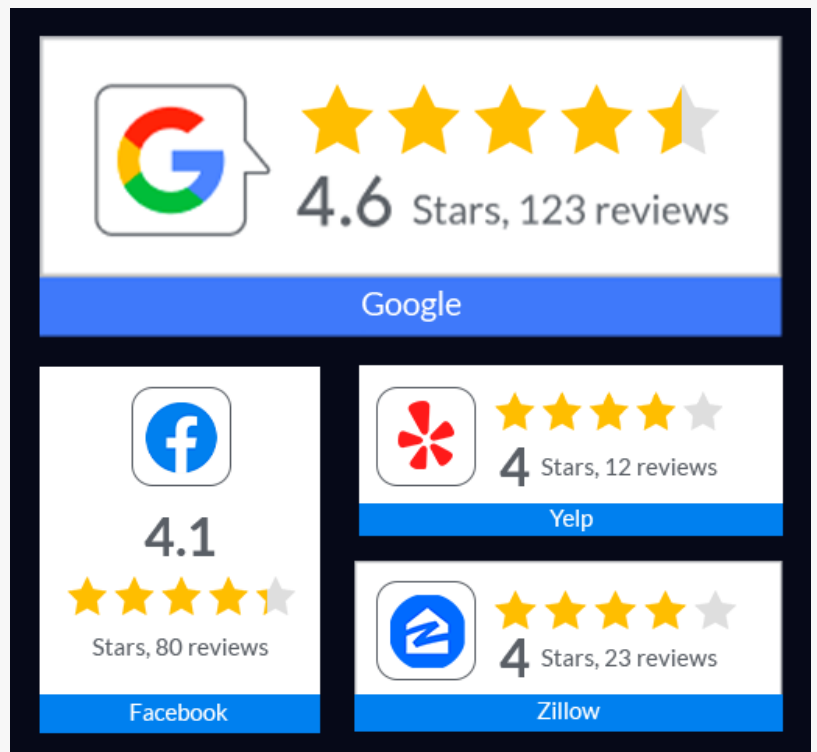 4.6 Stars, 123 reviews
Google
4.1
Stars, 80 reviews
Facebook
4 Stars, 12 reviews
Yelp
4 Stars, 23 reviews
Zillow